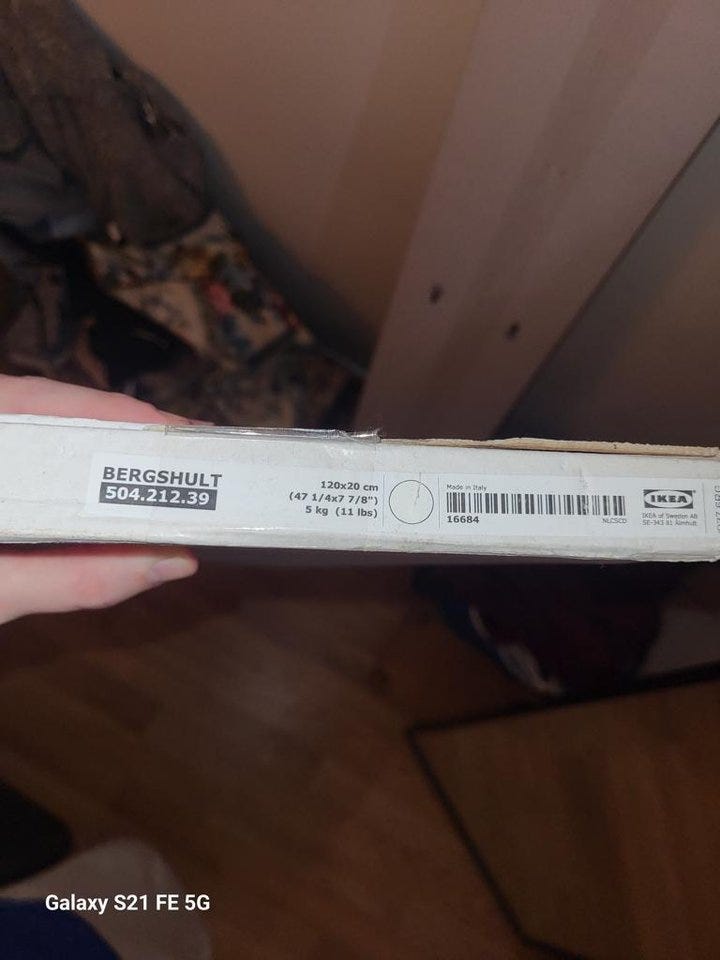 BERGSHULT
504.212.39
120x20 cm
(47 1/4x7 7/8")
5 kg (11 lbs)
Made in Italy
16684
NLCSCD
IKEA
IKEA of Sweden AB
SE-343 81 Älmhult
Galaxy S21 FE 5G